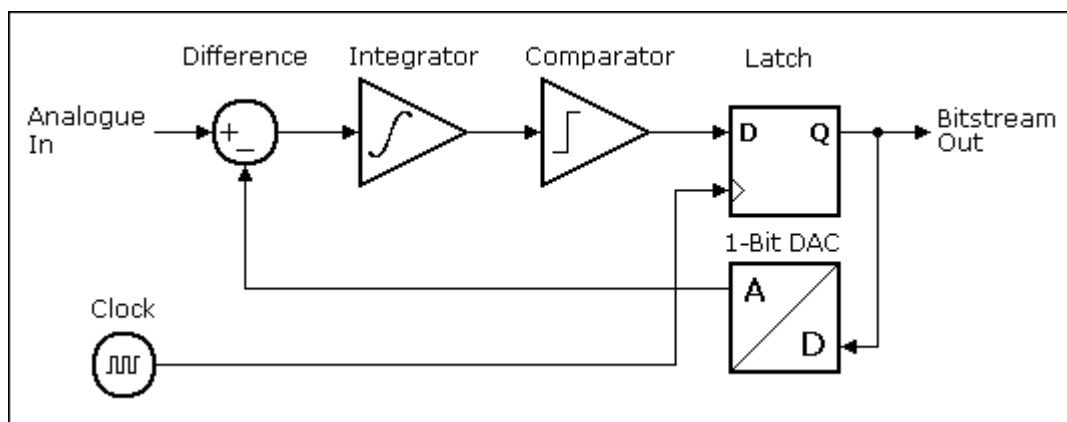 Difference
Integrator
Comparator
Latch
Analogue
In
+
−
D
Q
Bitstream
Out
1-Bit DAC
A
D
Clock